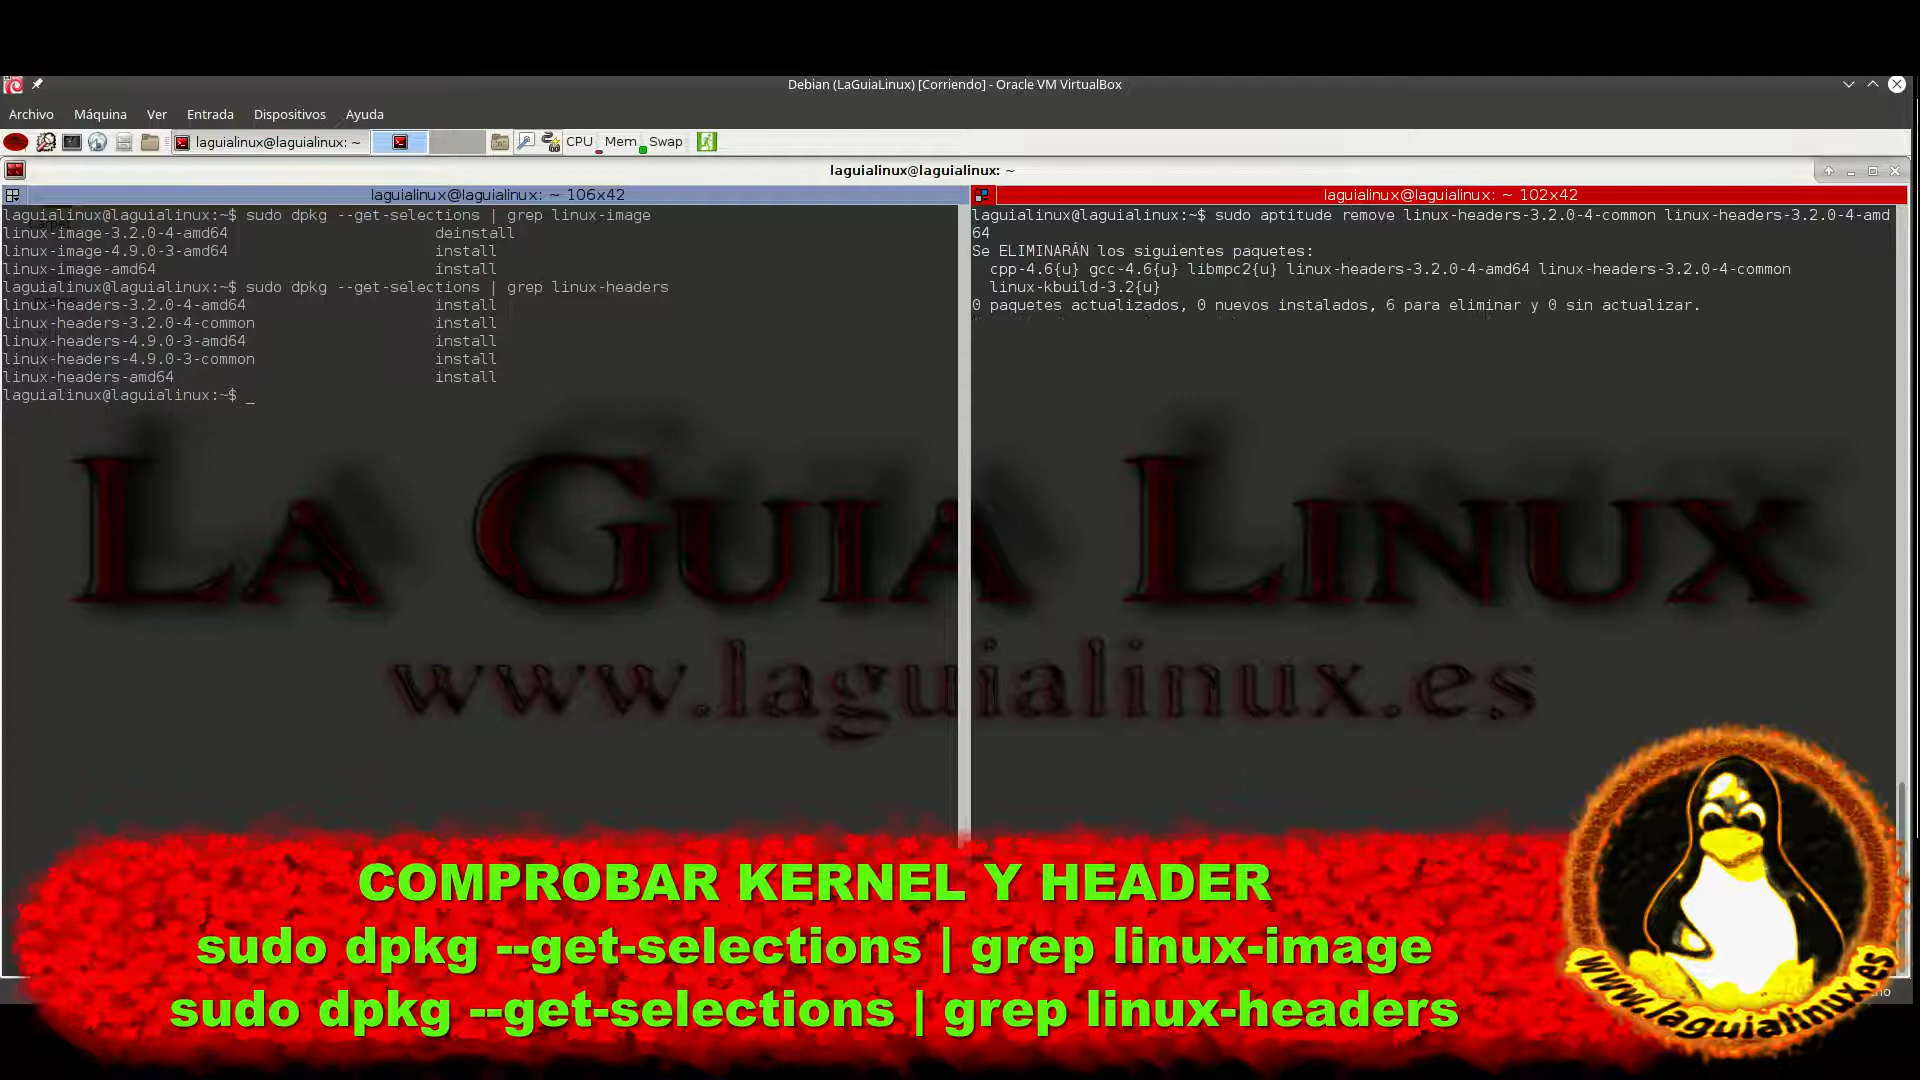 Debian (LaGuiaLinux) [Corriendo] - Oracle VM VirtualBox
Archivo Máquina Ver Entrada Dispositivos Ayuda
laguialinux@laguialinux: ~ CPU Mem Swap
laguialinux@laguialinux: ~
laguialinux@laguialinux: ~ 106x42
laguialinux@laguialinux:~$ sudo dpkg --get-selections | grep linux-image
linux-image-3.2.0-4-amd64 deinstall
linux-image-4.9.0-3-amd64 install
linux-image-amd64 install
laguialinux@laguialinux:~$ sudo dpkg --get-selections | grep linux-headers
linux-headers-3.2.0-4-amd64 install
linux-headers-3.2.0-4-common install
linux-headers-4.9.0-3-amd64 install
linux-headers-4.9.0-3-common install
linux-headers-amd64 install
laguialinux@laguialinux:~$ _
laguialinux@laguialinux: ~ 102x42
laguialinux@laguialinux:~$ sudo aptitude remove linux-headers-3.2.0-4-common linux-headers-3.2.0-4-amd
64
Se ELIMINARÁN los siguientes paquetes:
cpp-4.6{u} gcc-4.6{u} libmpc2{u} linux-headers-3.2.0-4-amd64 linux-headers-3.2.0-4-common
linux-kbuild-3.2{u}
0 paquetes actualizados, 0 nuevos instalados, 6 para eliminar y 0 sin actualizar.
LA GUIA LINUX
www.laguialinux.es
COMPROBAR KERNEL Y HEADER
sudo dpkg --get-selections | grep linux-image
sudo dpkg --get-selections | grep linux-headers
www.laguialinux.es